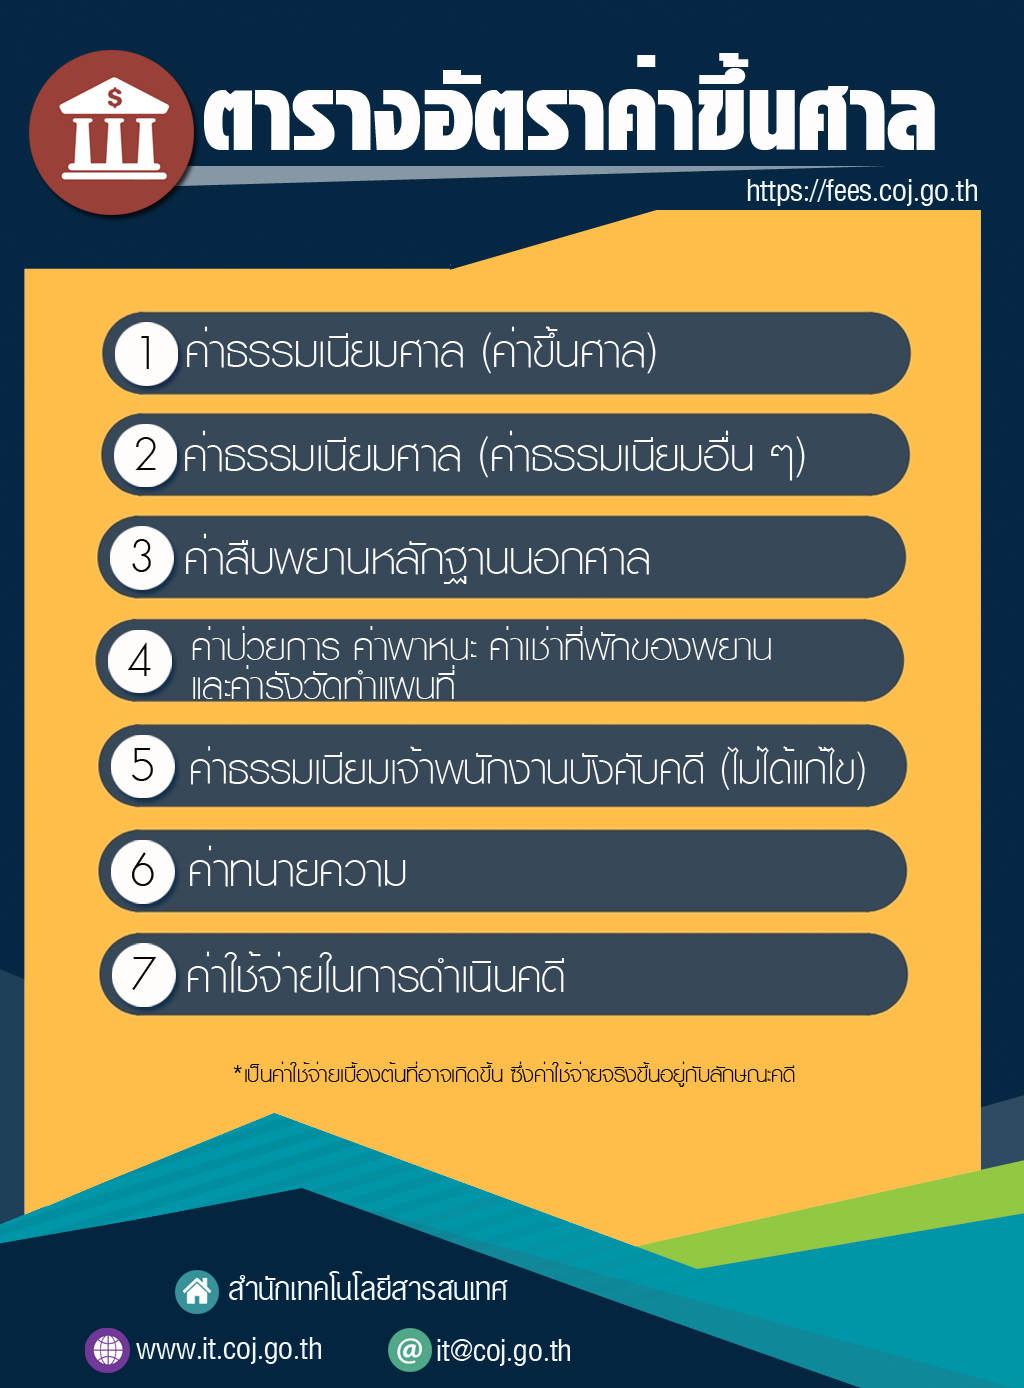 $
ตารางอัตราค่าขึ้นศาล
https://fees.coj.go.th
1 ค่าธรรมเนียมศาล (ค่าขึ้นศาล)
2 ค่าธรรมเนียมศาล (ค่าธรรมเนียมอื่น ๆ)
3 ค่าสืบพยานหลักฐานนอกศาล
4 ค่าป่วยการ ค่าพาหนะ ค่าเช่าที่พักของพยาน
และค่ารังวัดทำแผนที่
5 ค่าธรรมเนียมเจ้าพนักงานบังคับคดี (ไม่ได้แก้ไข)
6 ค่าทนายความ
7 ค่าใช้จ่ายในการดำเนินคดี
*เป็นค่าใช้จ่ายเบื้องต้นที่อาจเกิดขึ้น ซึ่งค่าใช้จ่ายจริงขึ้นอยู่กับลักษณะคดี
สำนักเทคโนโลยีสารสนเทศ
www.it.coj.go.th
@ it@coj.go.th